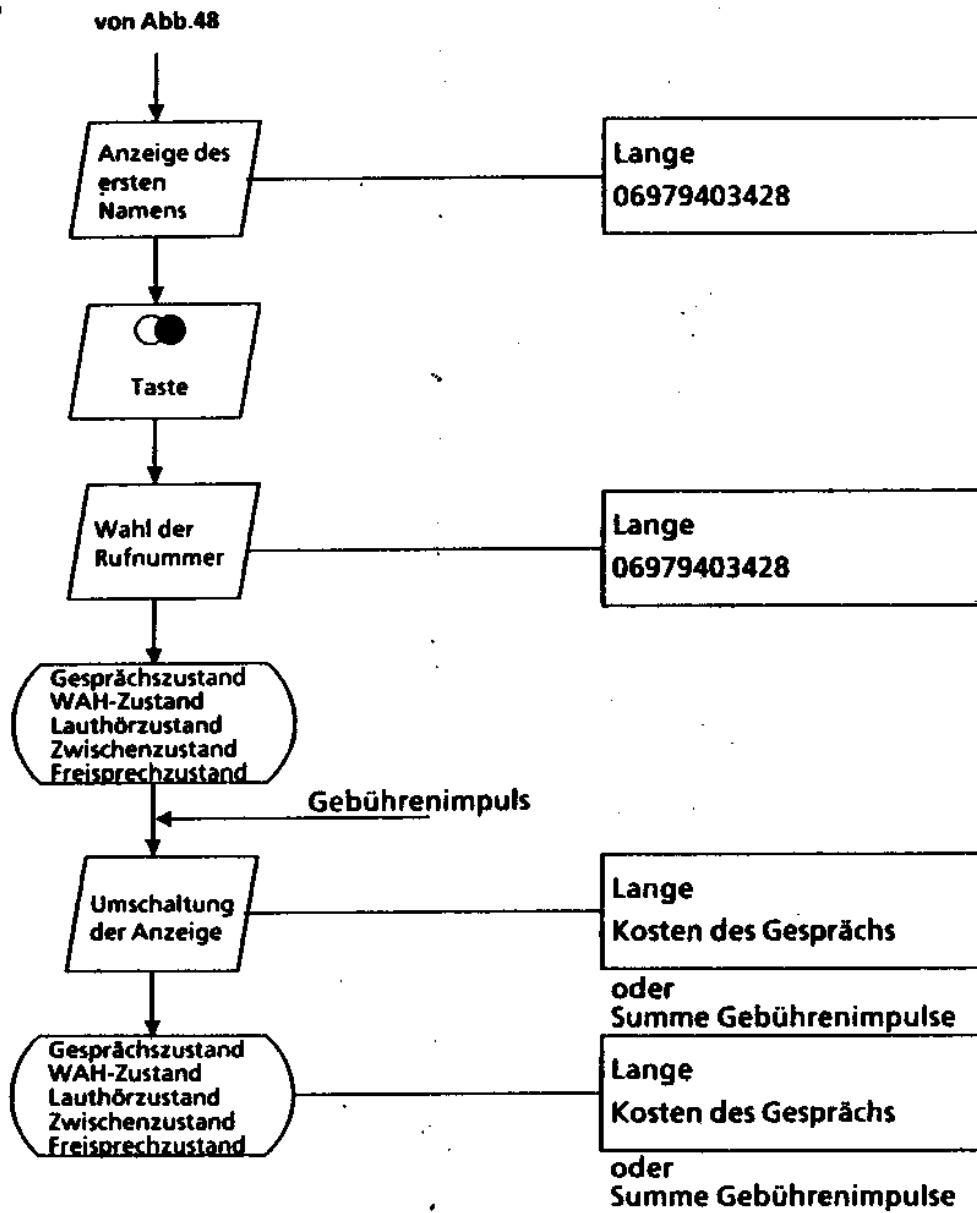 von Abb.48
Anzeige des
ersten
Namens
Lange
06979403428
Taste
Wahl der
Rufnummer
Lange
06979403428
Gesprächszustand
WAH-Zustand
Lauthörzustand
Zwischenzustand
Freisprechzustand
Gebührenimpuls
Umschaltung
der Anzeige
Lange
Kosten des Gesprächs
oder
Summe Gebührenimpulse
Gesprächszustand
WAH-Zustand
Lauthörzustand
Zwischenzustand
Freisprechzustand
Lange
Kosten des Gesprächs
oder
Summe Gebührenimpulse